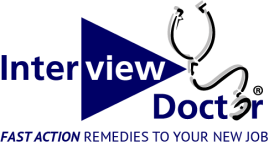 Interview
Doctor®
FAST ACTION REMEDIES TO YOUR NEW JOB